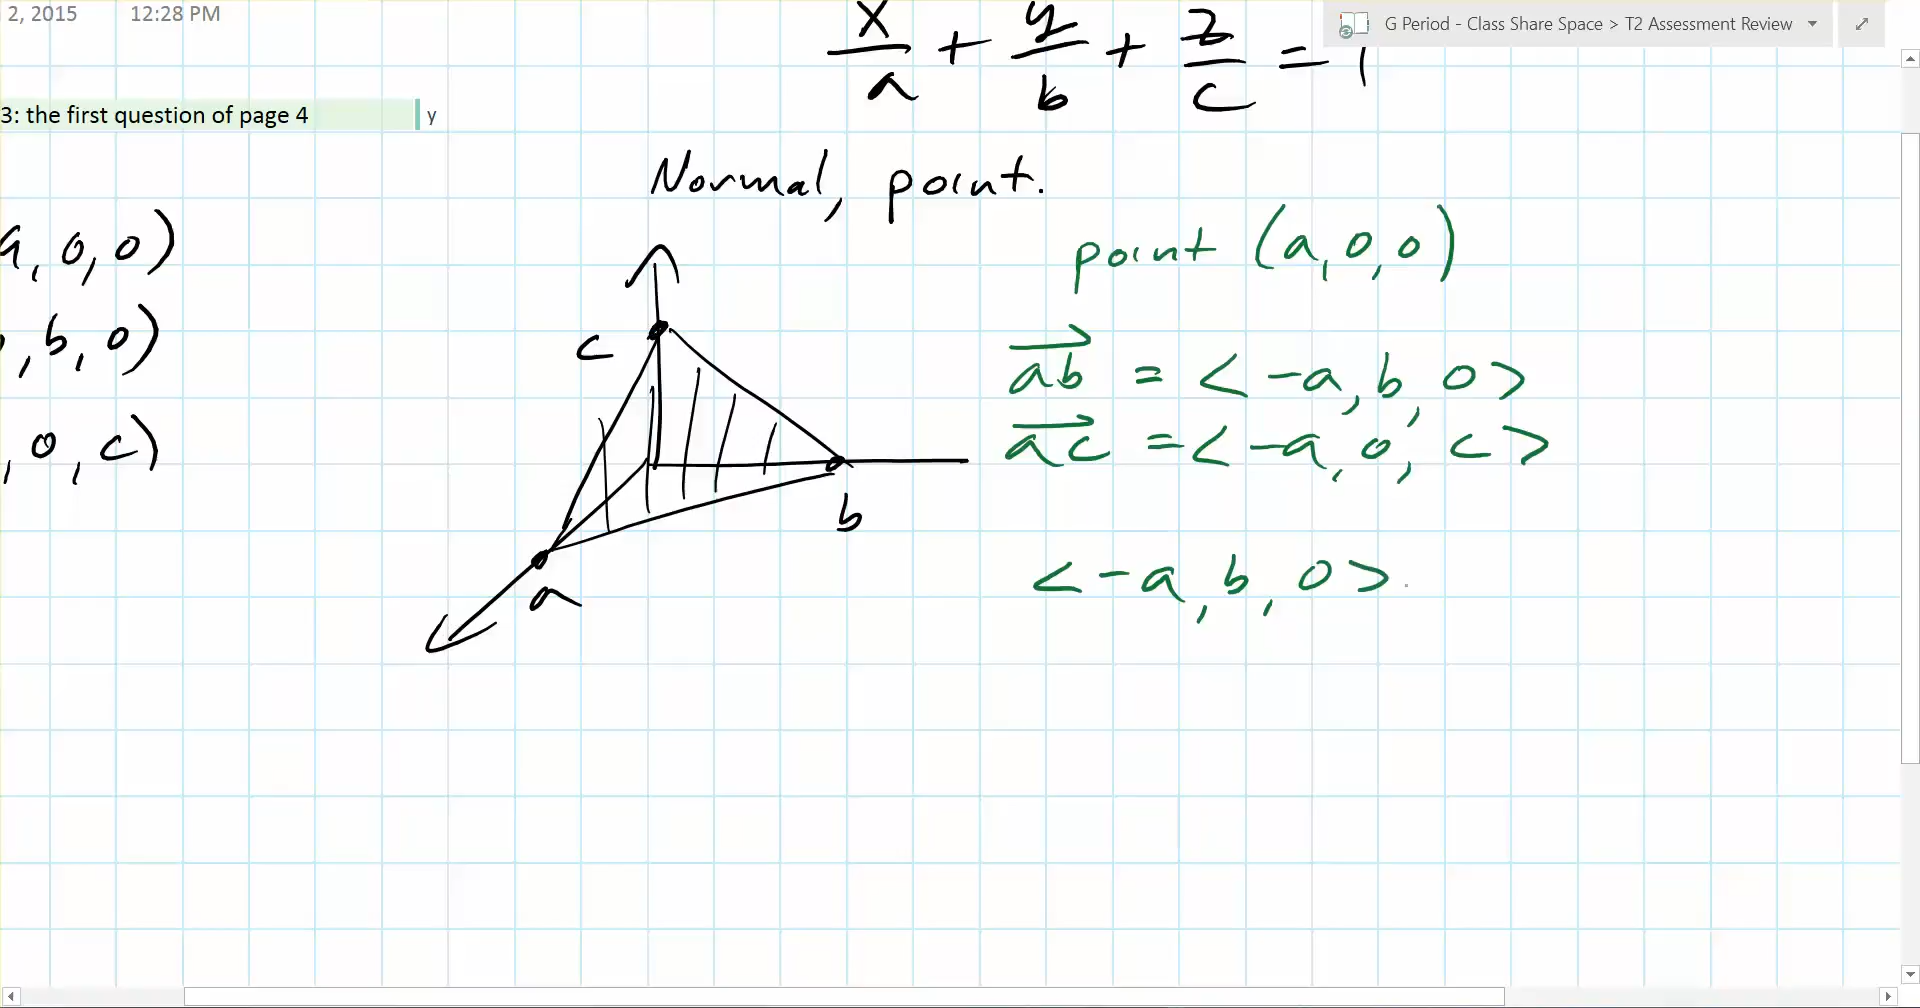 2, 2015 12:28 PM
G Period - Class Share Space > T2 Assessment Review
x/a + y/b + z/c = 1
3: the first question of page 4
y
Normal, point.
a, 0, 0)
, b, 0)
, 0, c)
c
b
a
point (a, 0, 0)
ab = < -a, b, 0 >
ac = < -a, 0, c >
< -a, b, 0 >